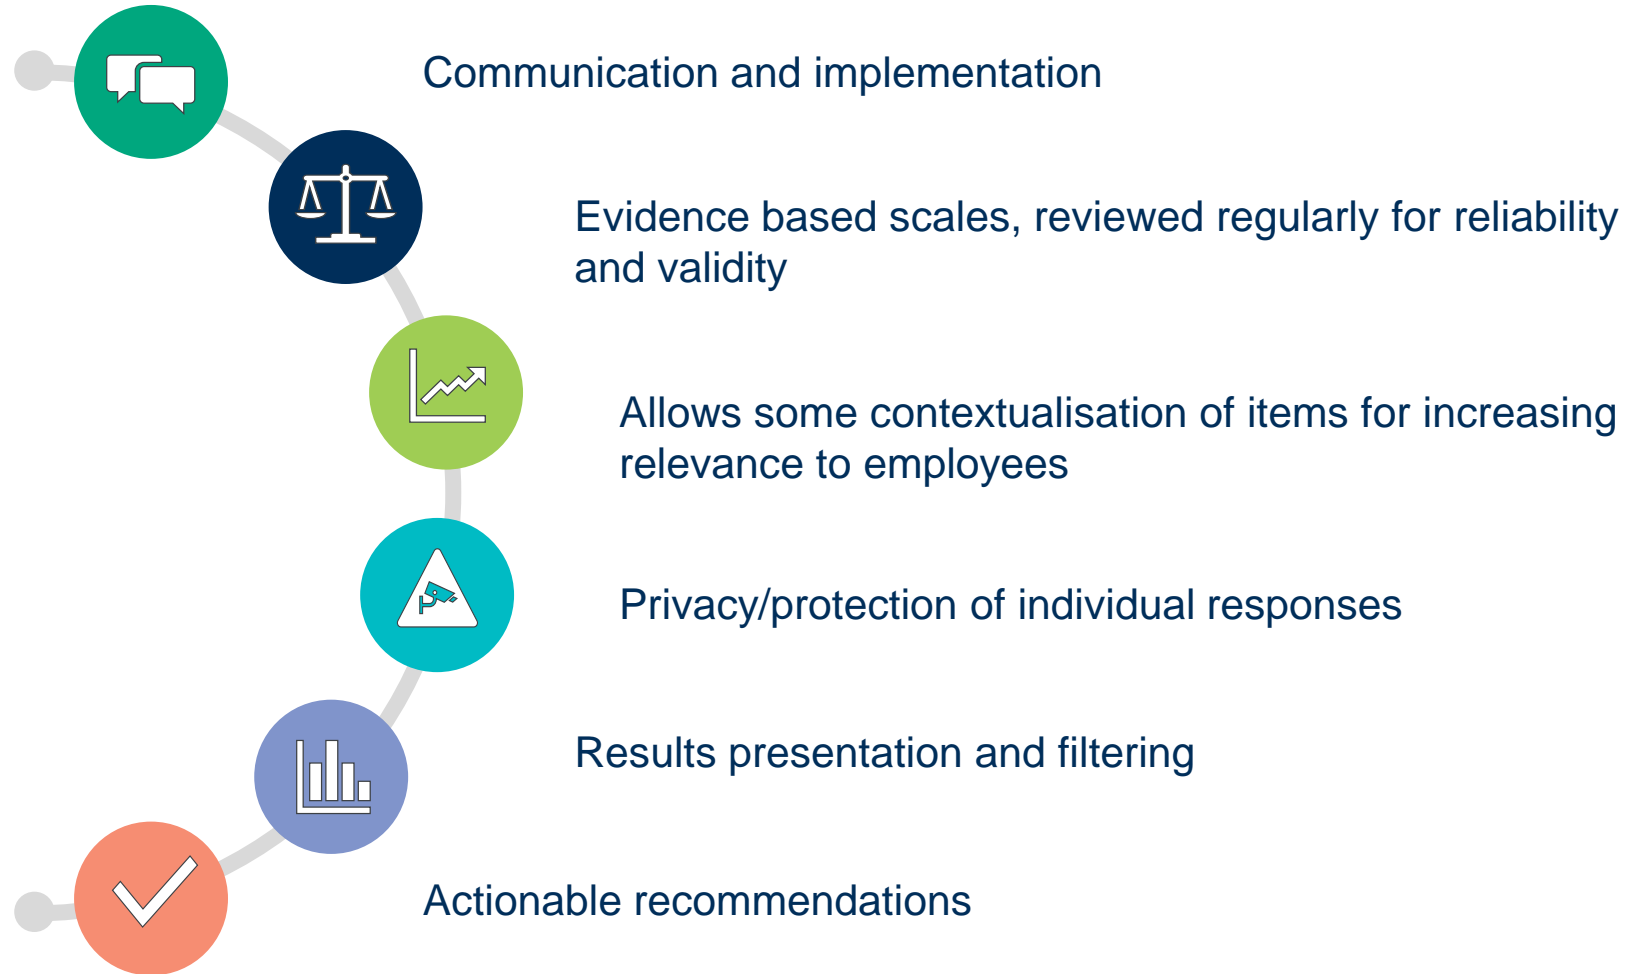 Communication and implementation
Evidence based scales, reviewed regularly for reliability
and validity
Allows some contextualisation of items for increasing
relevance to employees
Privacy/protection of individual responses
Results presentation and filtering
Actionable recommendations